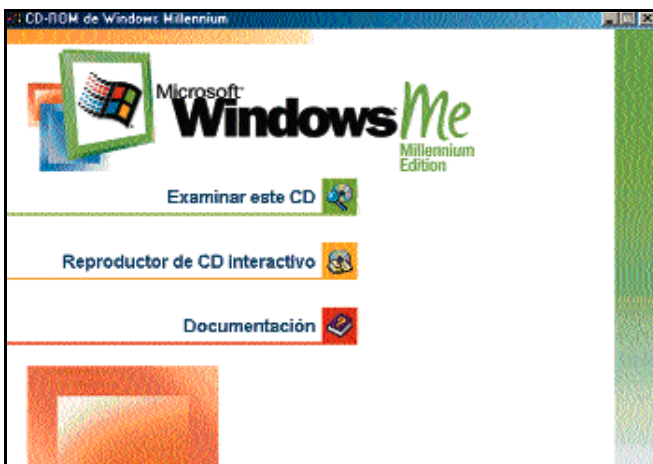 CD-ROM de Windows Millennium
Microsoft
Windows Me
Millennium
Edition
Examinar este CD
Reproductor de CD interactivo
Documentación